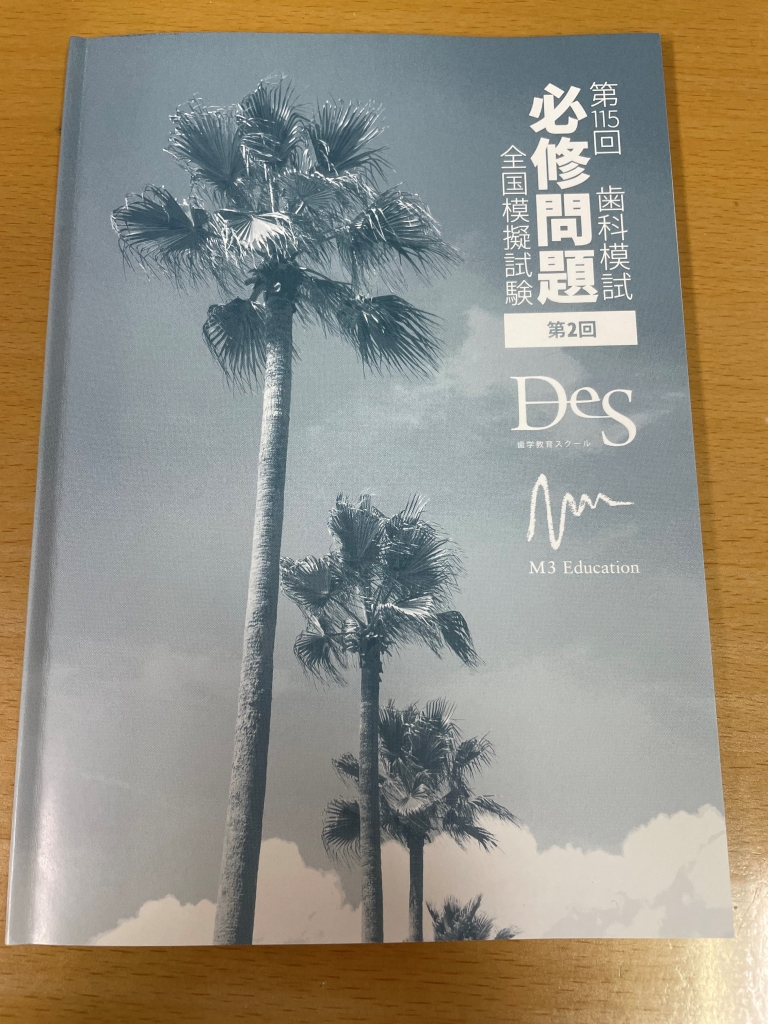 第115回 歯科模試
必修問題
全国模擬試験
第2回
DeS
歯学教育スクール
M3 Education